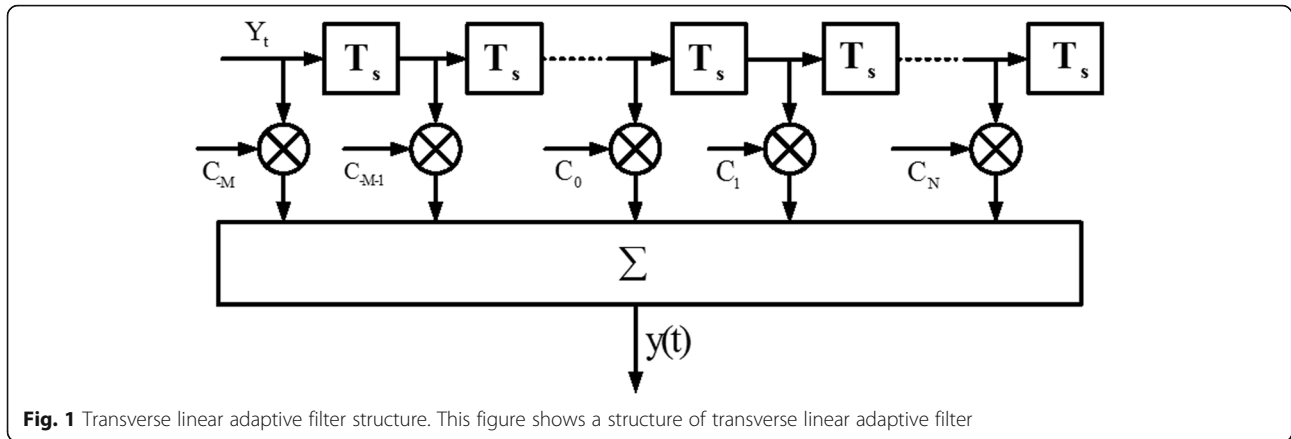 Y_t
T_s T_s T_s T_s T_s
C_-M C_-M-1 C_0 C_1 C_N
Σ
y(t)
Fig. 1 Transverse linear adaptive filter structure. This figure shows a structure of transverse linear adaptive filter